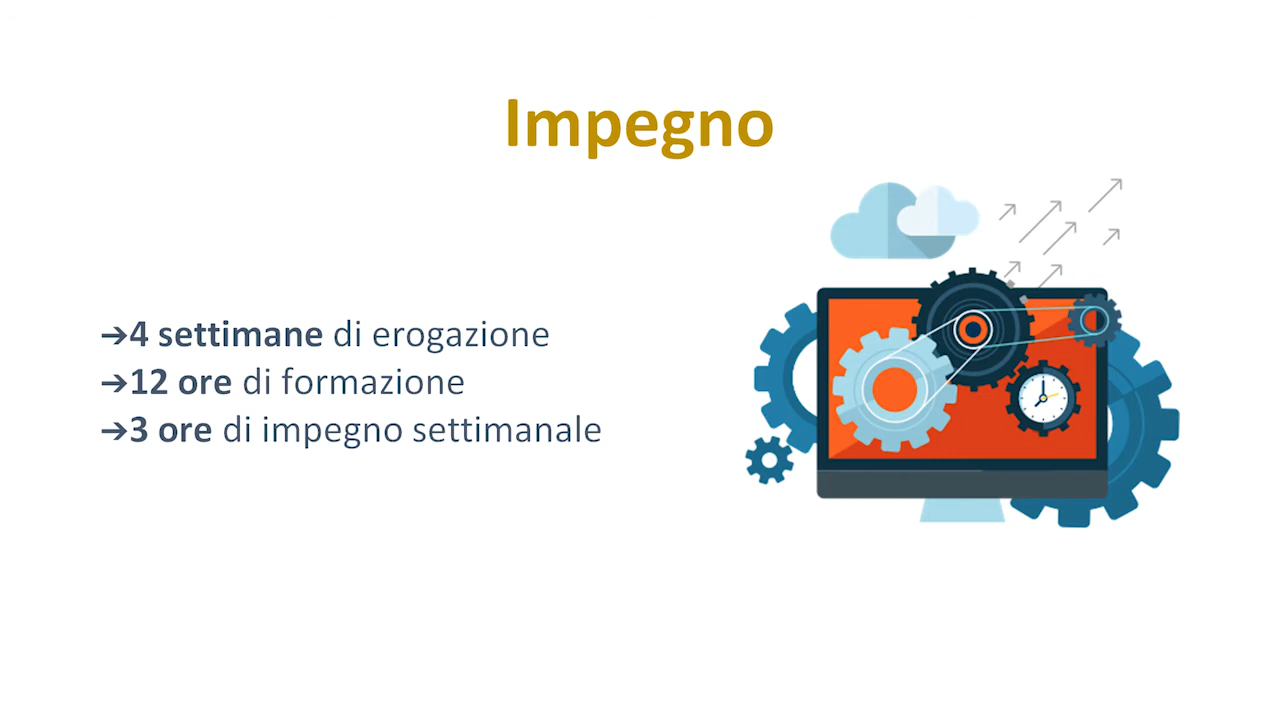 Impegno
➔4 settimane di erogazione
➔12 ore di formazione
➔3 ore di impegno settimanale